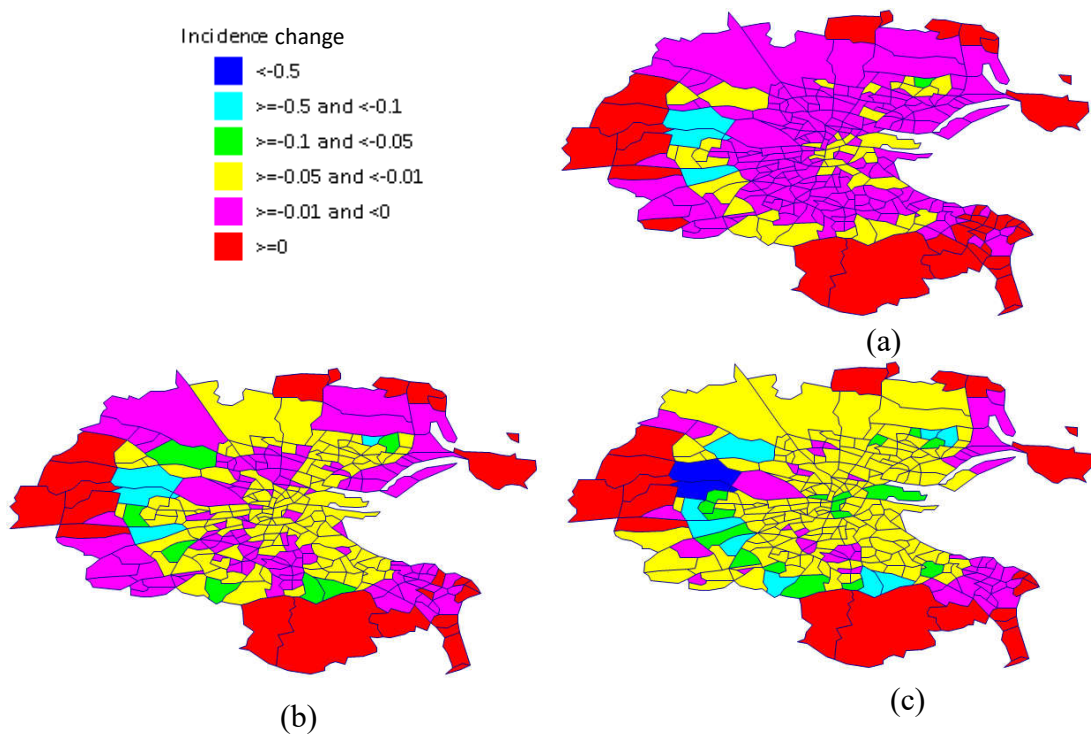 Incidence change
<-0.5
>=-0.5 and <-0.1
>=-0.1 and <-0.05
>=-0.05 and <-0.01
>=-0.01 and <0
>=0
(a)
(b)
(c)